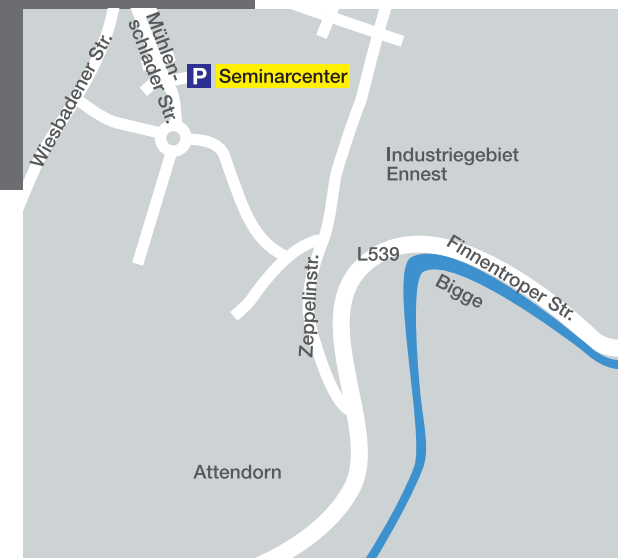 Wiesbadener Str.
Mühlen-
schlader Str.
P Seminarcenter
Industriegebiet
Ennest
L539
Finnentroper Str.
Bigge
Zeppelinstr.
Attendorn